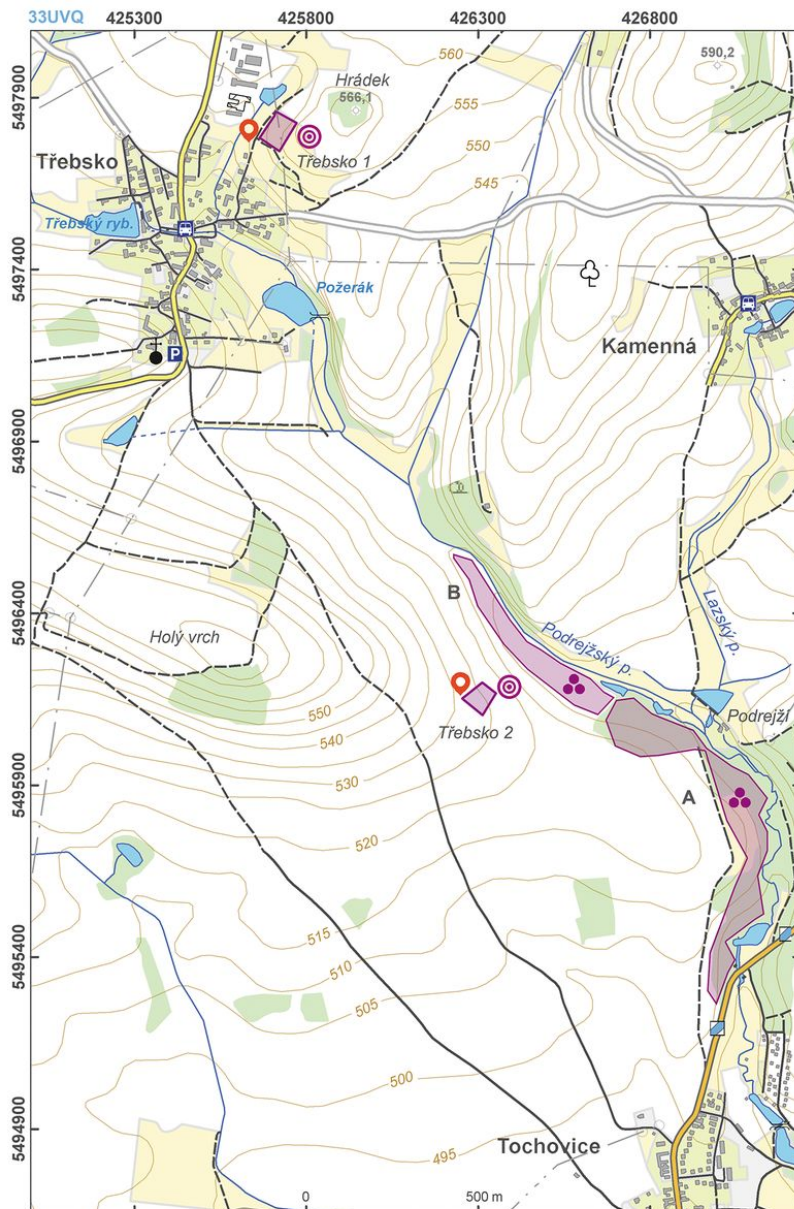 33UVQ
425300
425800
426300
426800
5497900
5497400
5496900
5496400
5495900
5495400
5494900
560
555
550
545
590,2
Hrádek
566,1
Třebsko
Třebsko 1
Třebský ryb.
Požerák
Kamenná
P
B
Podrejžský p.
Lazský p.
Holý vrch
Třebsko 2
Podrejží
550
540
530
A
520
515
510
505
500
495
Tochovice
0
500 m